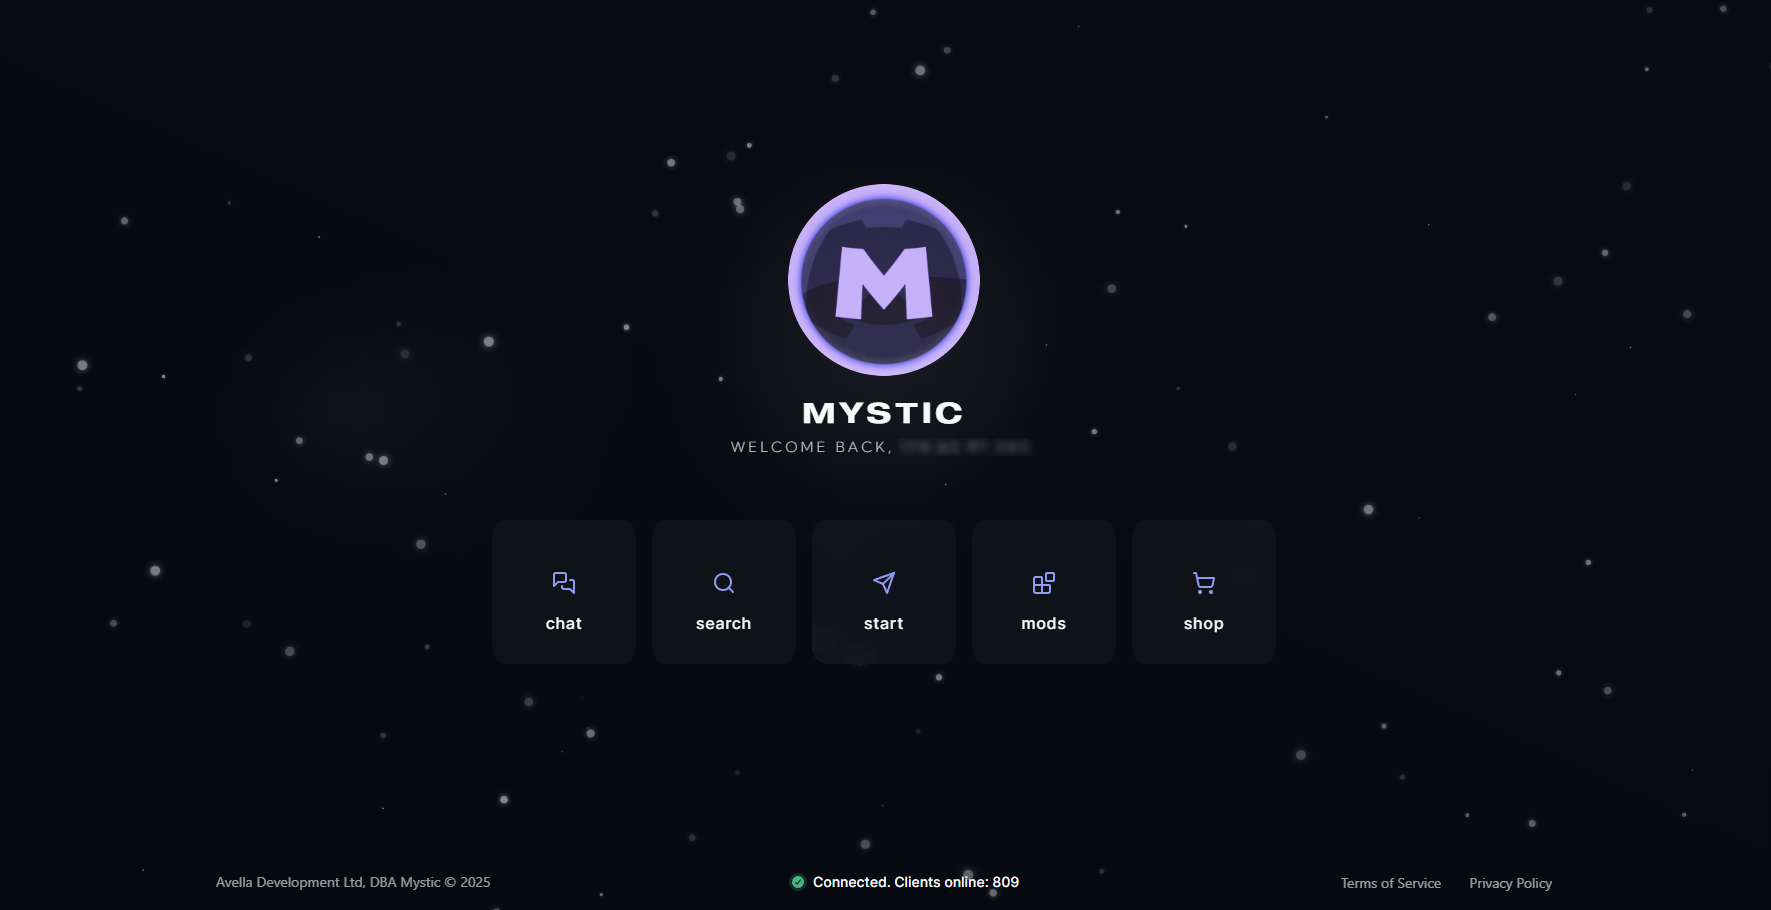 M
MYSTIC
WELCOME BACK,
chat
search
start
mods
shop
Avella Development Ltd, DBA Mystic © 2025
Connected. Clients online: 809
Terms of Service
Privacy Policy